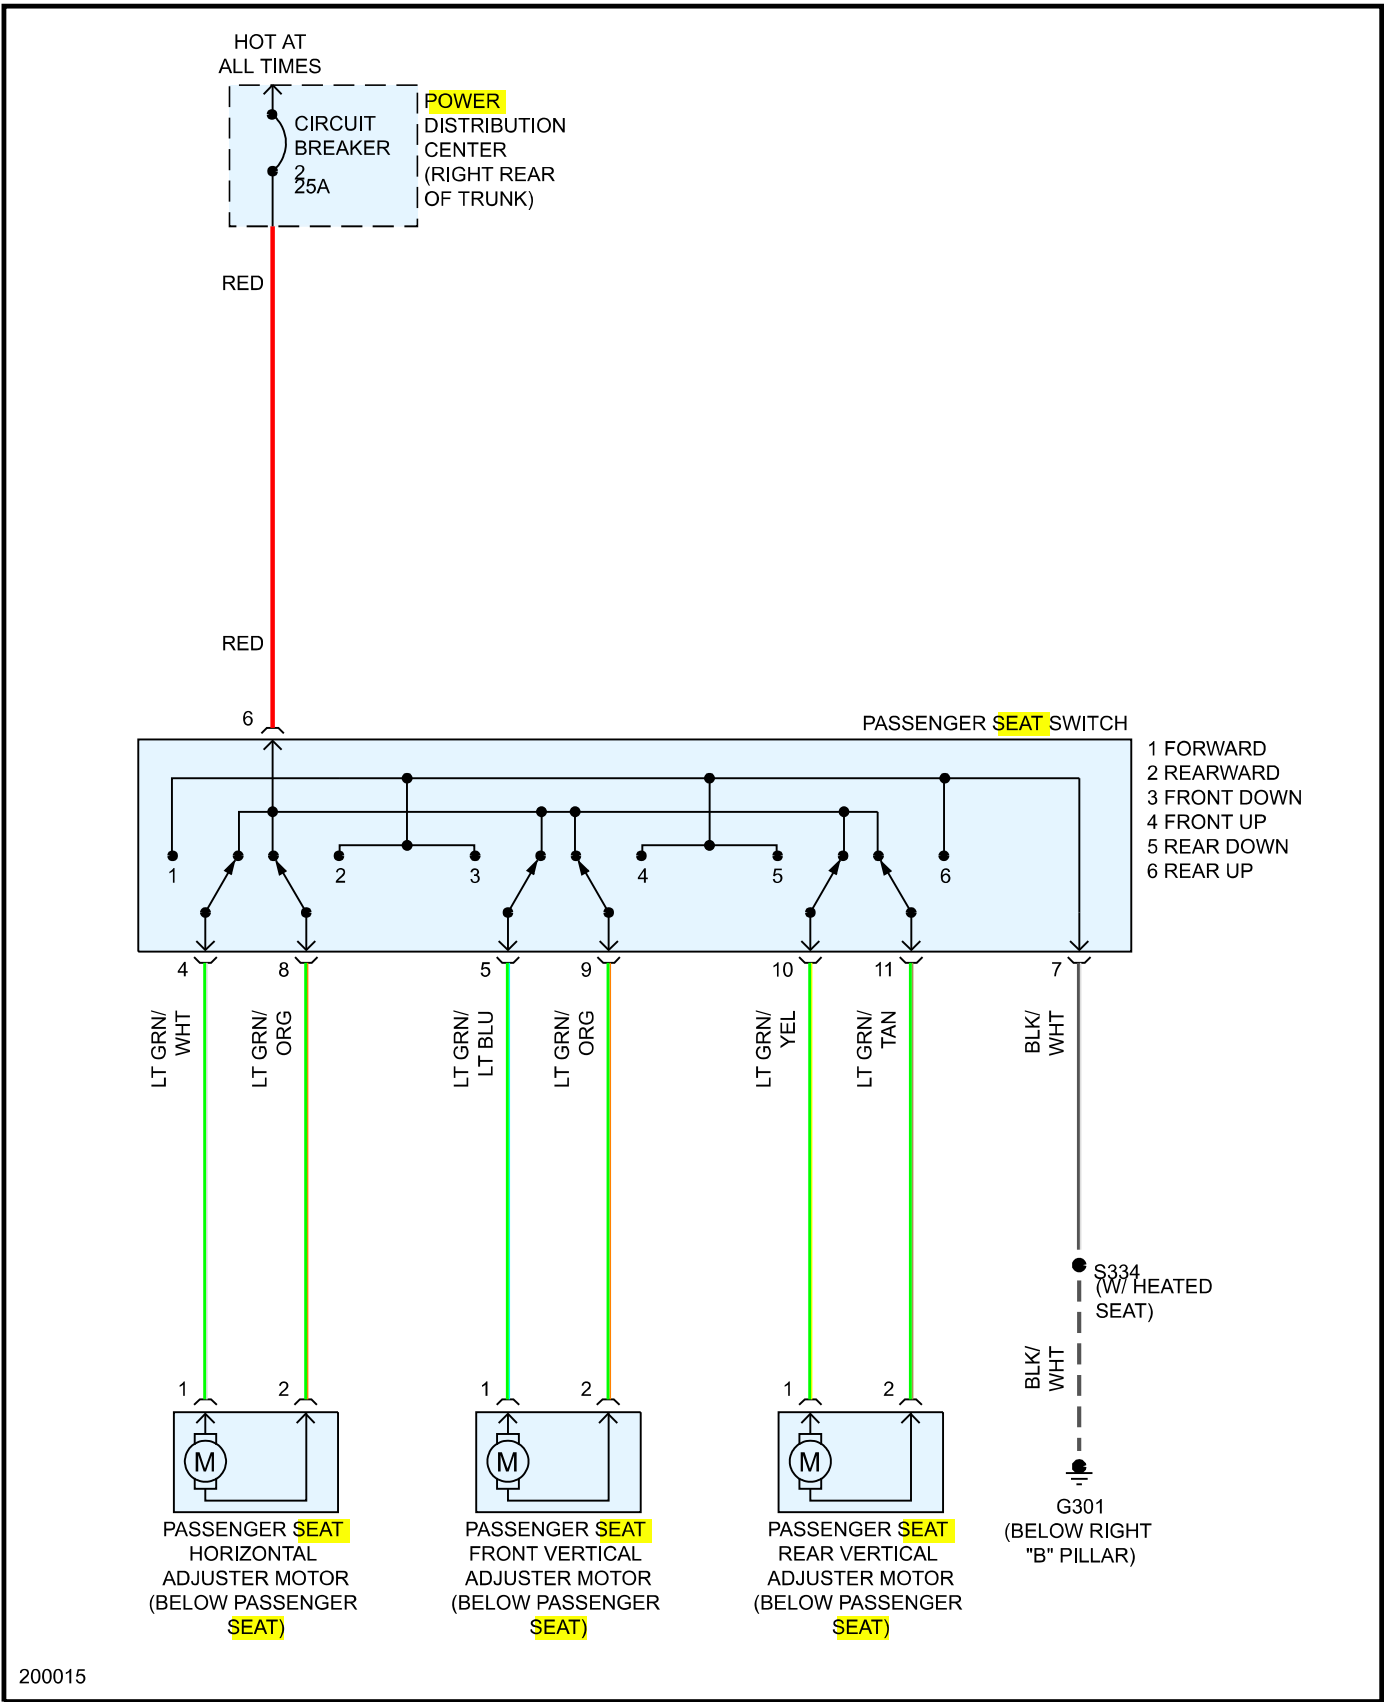 HOT AT
ALL TIMES
CIRCUIT
BREAKER
2
25A
POWER
DISTRIBUTION
CENTER
(RIGHT REAR
OF TRUNK)
RED
RED
6
PASSENGER SEAT SWITCH
1 FORWARD
2 REARWARD
3 FRONT DOWN
4 FRONT UP
5 REAR DOWN
6 REAR UP
1
2
3
4
5
6
4
8
5
9
10
11
7
LT GRN/
WHT
LT GRN/
ORG
LT GRN/
LT BLU
LT GRN/
ORG
LT GRN/
YEL
LT GRN/
TAN
BLK/
WHT
S334
(W/ HEATED
SEAT)
BLK/
WHT
1
2
1
2
1
2
M
M
M
PASSENGER SEAT
HORIZONTAL
ADJUSTER MOTOR
(BELOW PASSENGER
SEAT)
PASSENGER SEAT
FRONT VERTICAL
ADJUSTER MOTOR
(BELOW PASSENGER
SEAT)
PASSENGER SEAT
REAR VERTICAL
ADJUSTER MOTOR
(BELOW PASSENGER
SEAT)
G301
(BELOW RIGHT
"B" PILLAR)
200015